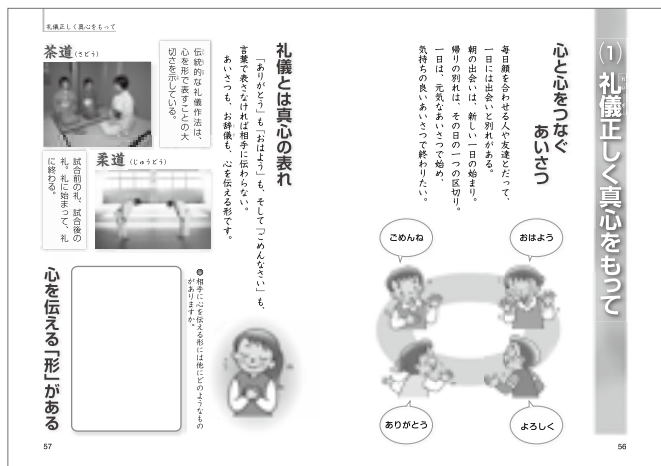 (1) 礼儀正しく真心をもって
心と心をつなぐ
あいさつ
毎日顔を合わせる人や友達とだって、
一日には出会いと別れがある。
朝の出会いは、新しい一日の始まり。
帰りの別れは、その日の一つの区切り。
一日は、元気なあいさつで始め、
気持ちの良いあいさつで終わりたい。
おはよう
ごめんね
よろしく
ありがとう
56
礼儀正しく真心をもって
礼儀とは真心の表れ
「ありがとう」も「おはよう」も、そして「ごめんなさい」も、
言葉で表さなければ相手に伝わらない。
あいさつも、お辞儀も、心を伝える形です。
茶道(さどう)
伝統的な礼儀作法は、
心を形で表すことの大
切さを示している。
柔道(じゅうどう)
試合前の礼、試合後の
礼。礼に始まって、礼
に終わる。
相手に心を伝える形には他にどのようなもの
がありますか。
心を伝える「形」がある
57